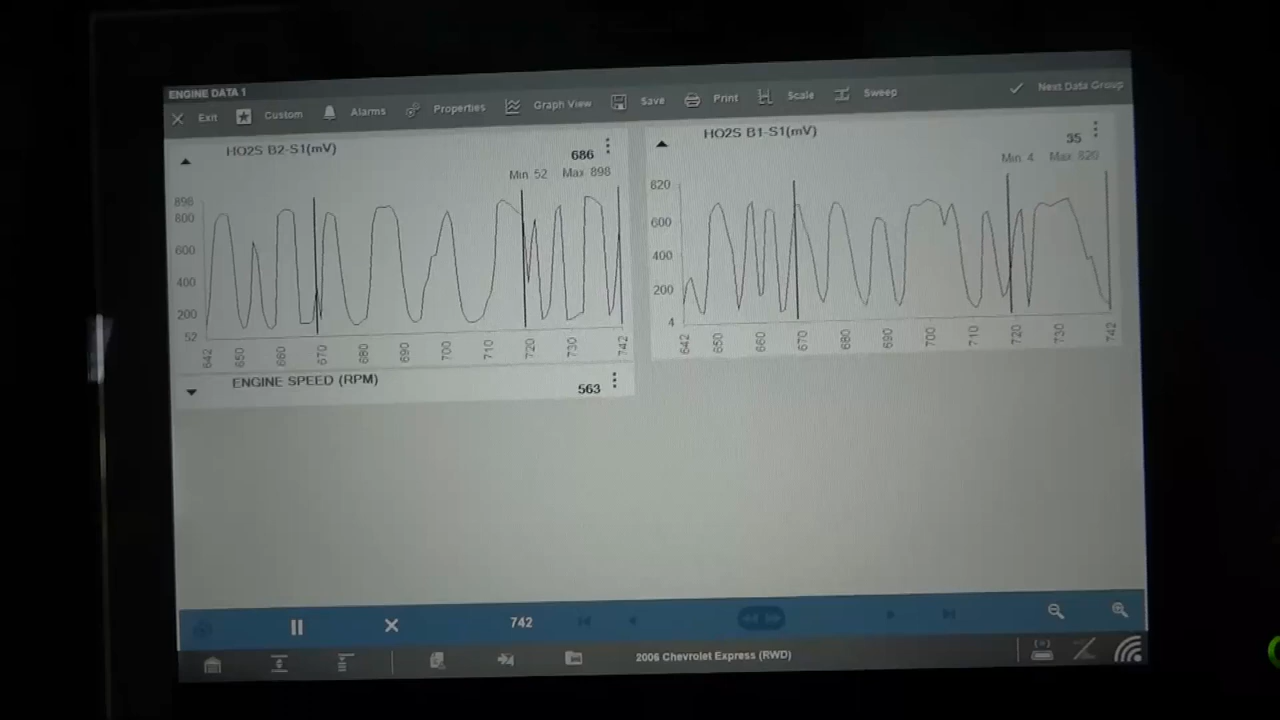 ENGINE DATA 1
Exit Custom Alarms Properties Graph View Save Print Scale Sweep Next Data Group
HO2S B2-S1(mV)
686
Min 52 Max 898
898
800
600
400
200
52
642 650 660 670 680 690 700 710 720 730 742
HO2S B1-S1(mV)
35
Min 4 Max 820
820
600
400
200
4
642 650 660 670 680 690 700 710 720 730 742
ENGINE SPEED (RPM)
563
742
2006 Chevrolet Express (RWD)